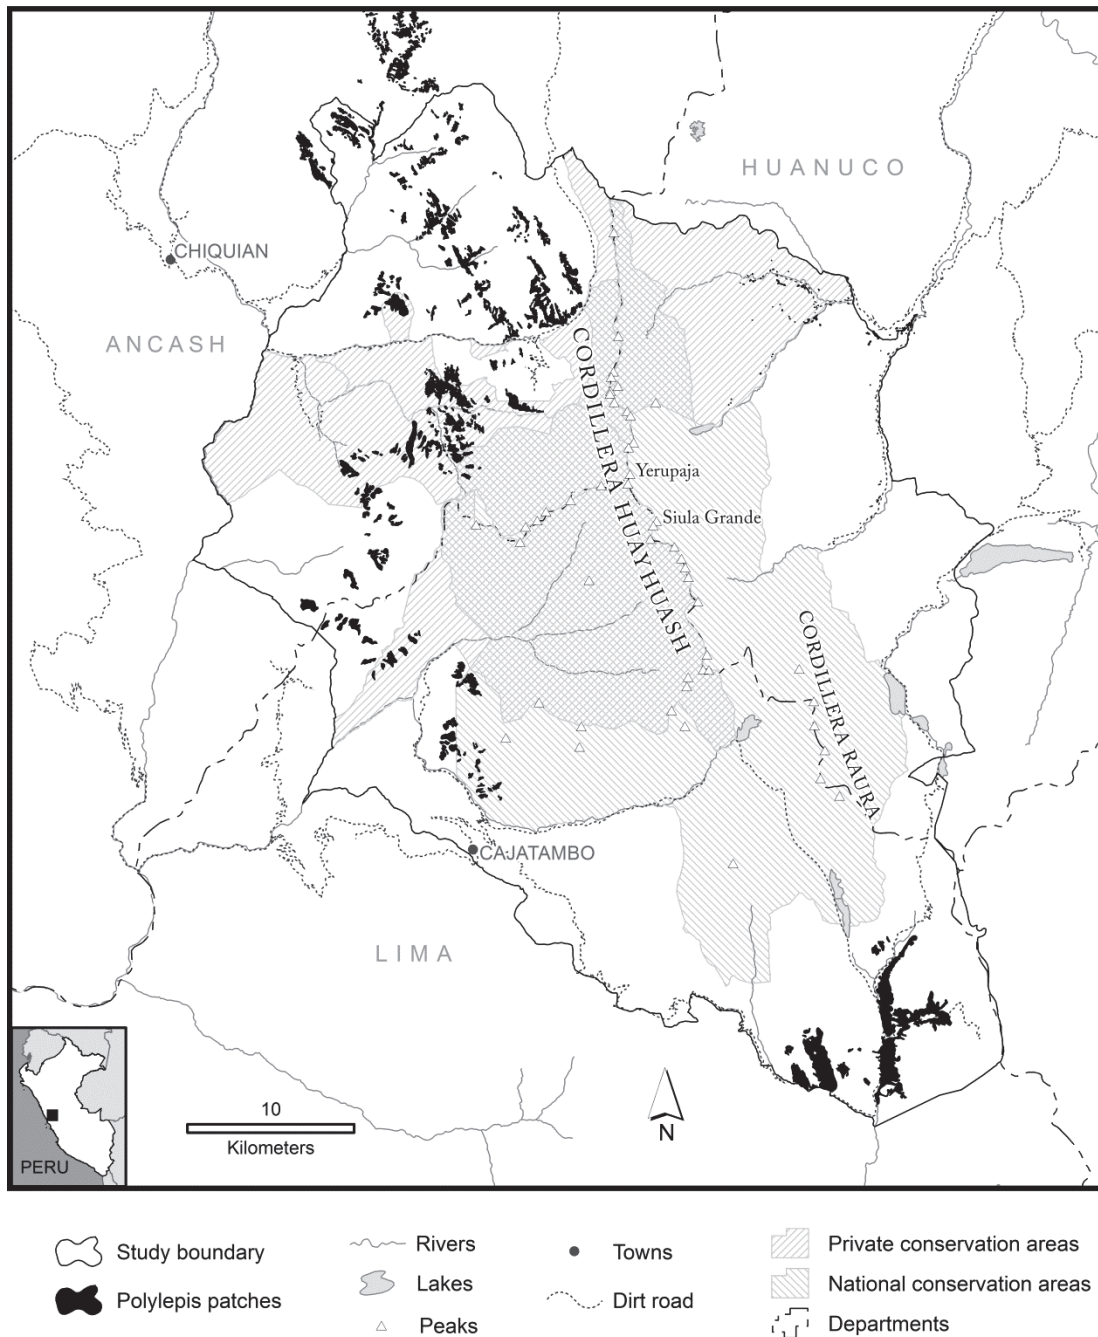 HUANUCO
CHIQUIAN
ANCASH
CORDILLERA HUAYHUASH
Yerupaja
Siula Grande
CORDILLERA RAURA
CAJATAMBO
LIMA
10
Kilometers
N
PERU
Study boundary
Polylepis patches
Rivers
Lakes
Peaks
Towns
Dirt road
Private conservation areas
National conservation areas
Departments